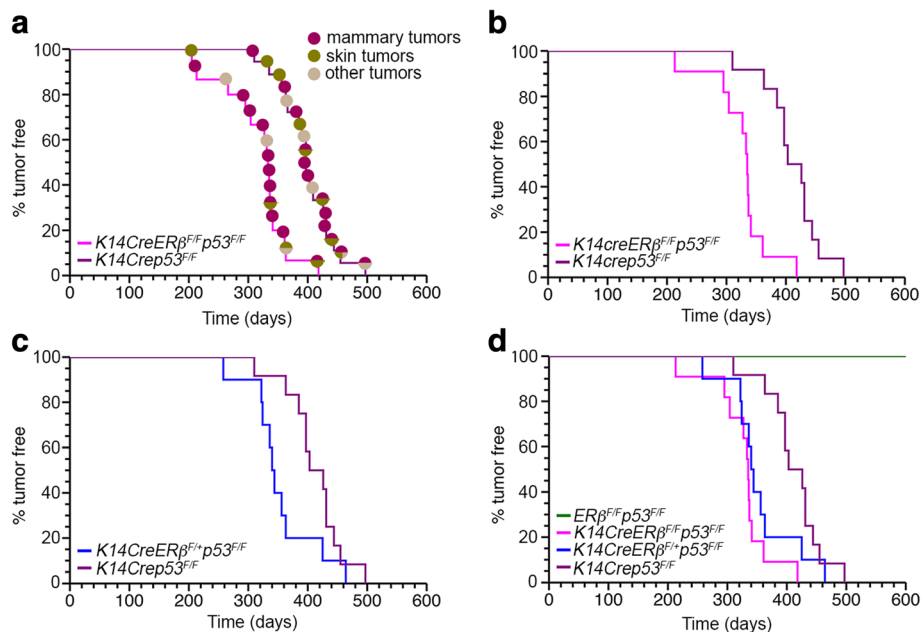 a
mammary tumors
skin tumors
other tumors
% tumor free
100
80
60
40
20
0
K14CreERβF/Fp53F/F
K14Crep53F/F
0 100 200 300 400 500 600
Time (days)
b
% tumor free
100
80
60
40
20
0
K14creERβF/Fp53F/F
K14crep53F/F
0 100 200 300 400 500 600
Time (days)
c
% tumor free
100
80
60
40
20
0
K14CreERβF/+p53F/F
K14Crep53F/F
0 100 200 300 400 500 600
Time (days)
d
% tumor free
100
80
60
40
20
0
ERβF/Fp53F/F
K14CreERβF/Fp53F/F
K14CreERβF/+p53F/F
K14Crep53F/F
0 200 400 600
Time (days)